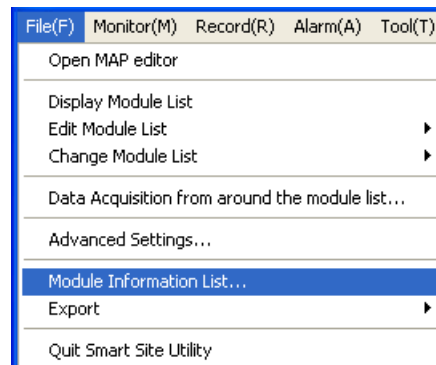 File(F) Monitor(M) Record(R) Alarm(A) Tool(T)
Open MAP editor
Display Module List
Edit Module List
Change Module List
Data Acquisition from around the module list...
Advanced Settings...
Module Information List...
Export
Quit Smart Site Utility